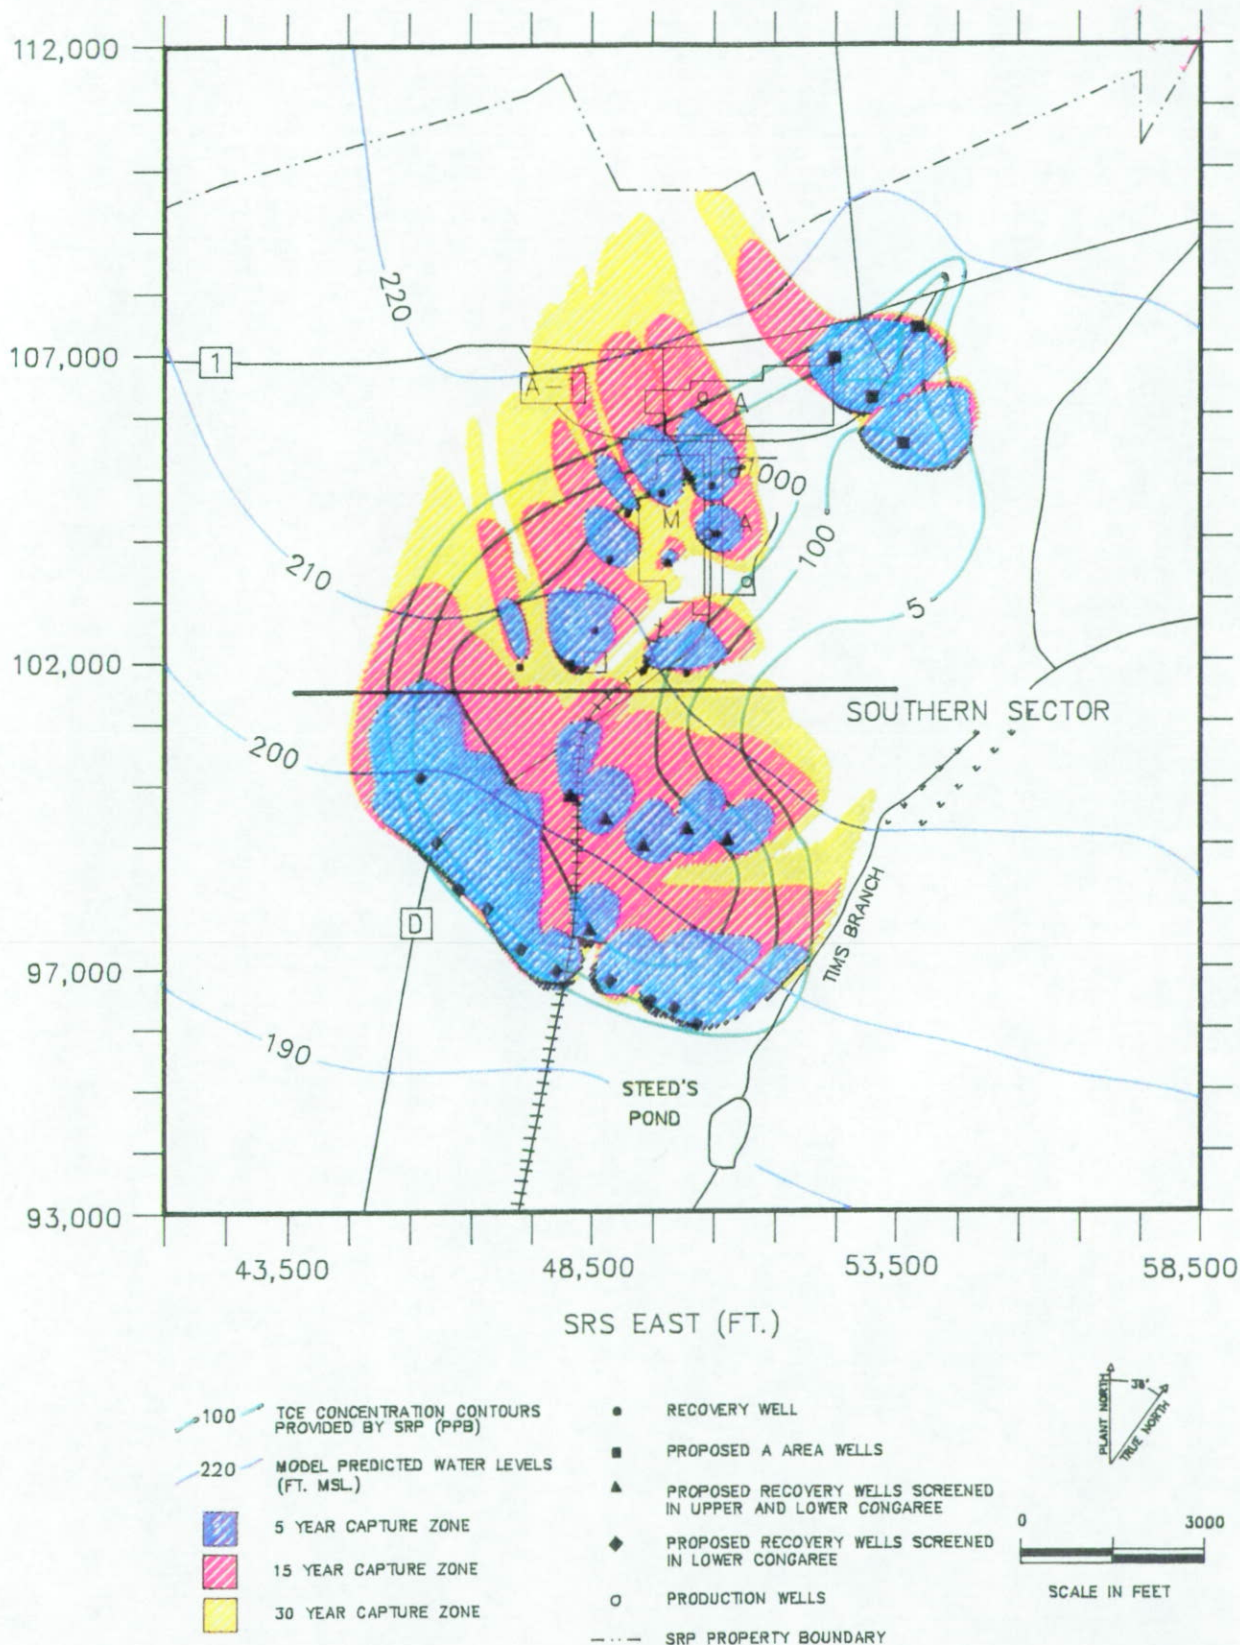 112,000
220
107,000
1
A-
A
1000
M
A
100
210
5
102,000
SOUTHERN SECTOR
200
TIMS BRANCH
D
97,000
190
STEED'S
POND
93,000
43,500
48,500
53,500
58,500
SRS EAST (FT.)
100
TCE CONCENTRATION CONTOURS
PROVIDED BY SRP (PPB)
220
MODEL PREDICTED WATER LEVELS
(FT. MSL.)
5 YEAR CAPTURE ZONE
15 YEAR CAPTURE ZONE
30 YEAR CAPTURE ZONE
RECOVERY WELL
PROPOSED A AREA WELLS
PROPOSED RECOVERY WELLS SCREENED
IN UPPER AND LOWER CONGAREE
PROPOSED RECOVERY WELLS SCREENED
IN LOWER CONGAREE
PRODUCTION WELLS
SRP PROPERTY BOUNDARY
PLANT NORTH
TRUE NORTH
0 3000
SCALE IN FEET